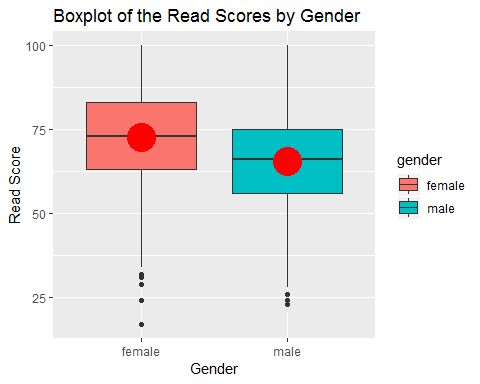 Boxplot of the Read Scores by Gender
Read Score
100
75
50
25
female
male
Gender
gender
female
male